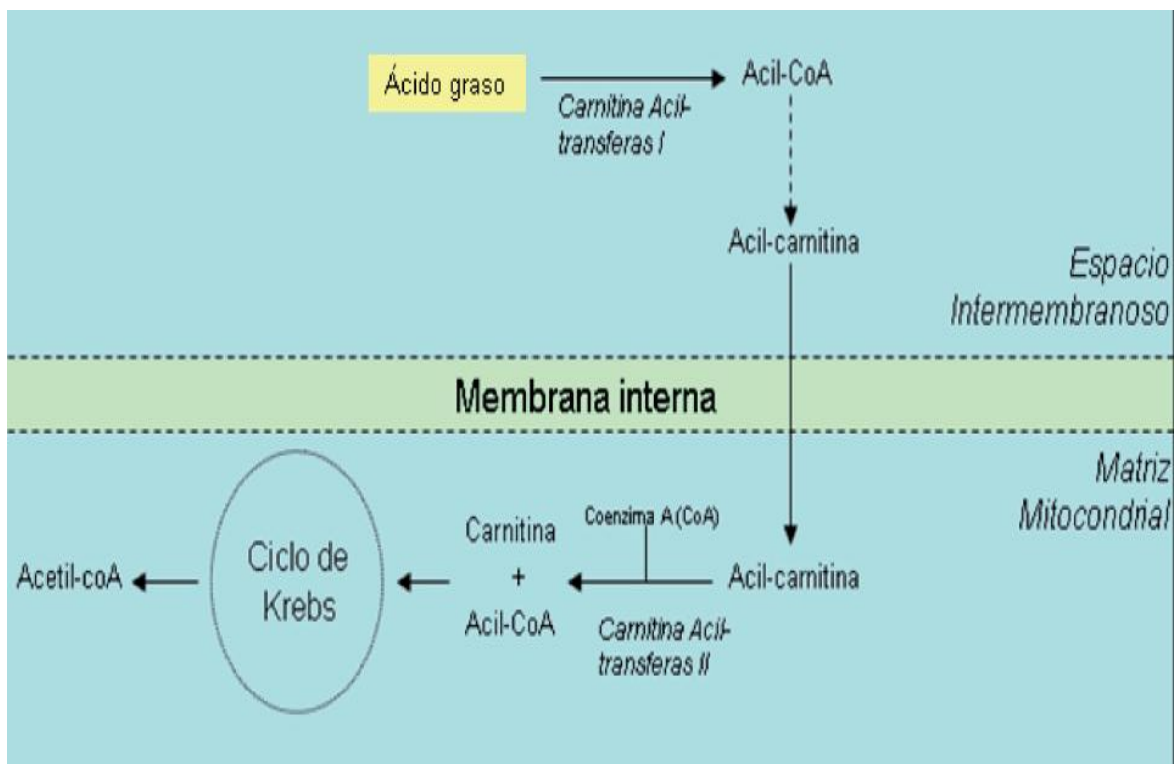 Ácido graso
Acil-CoA
Carnitina Acil-
transferas I
Acil-carnitina
Espacio
Intermembranoso
Membrana interna
Matriz
Mitocondrial
Coenzima A (CoA)
Carnitina
+
Acil-CoA
Acil-carnitina
Carnitina Acil-
transferas II
Ciclo de
Krebs
Acetil-coA